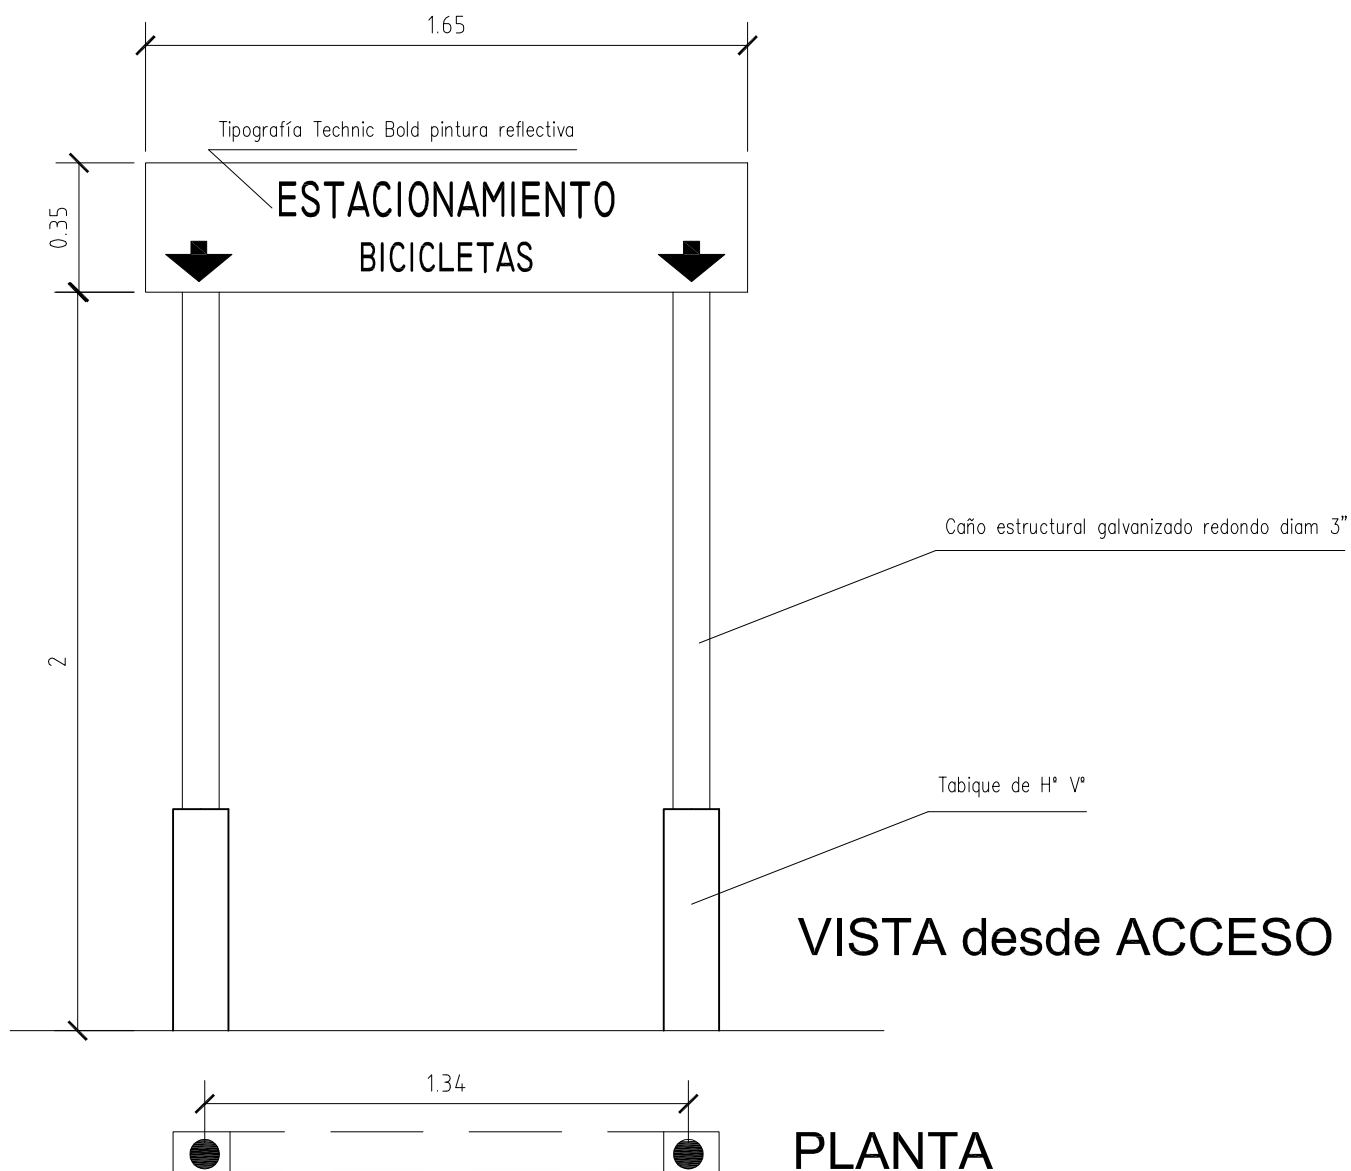 1.65
Tipografía Technic Bold pintura reflectiva
ESTACIONAMIENTO
BICICLETAS
0.35
Caño estructural galvanizado redondo diam 3"
2
Tabique de H° V°
VISTA desde ACCESO
1.34
PLANTA